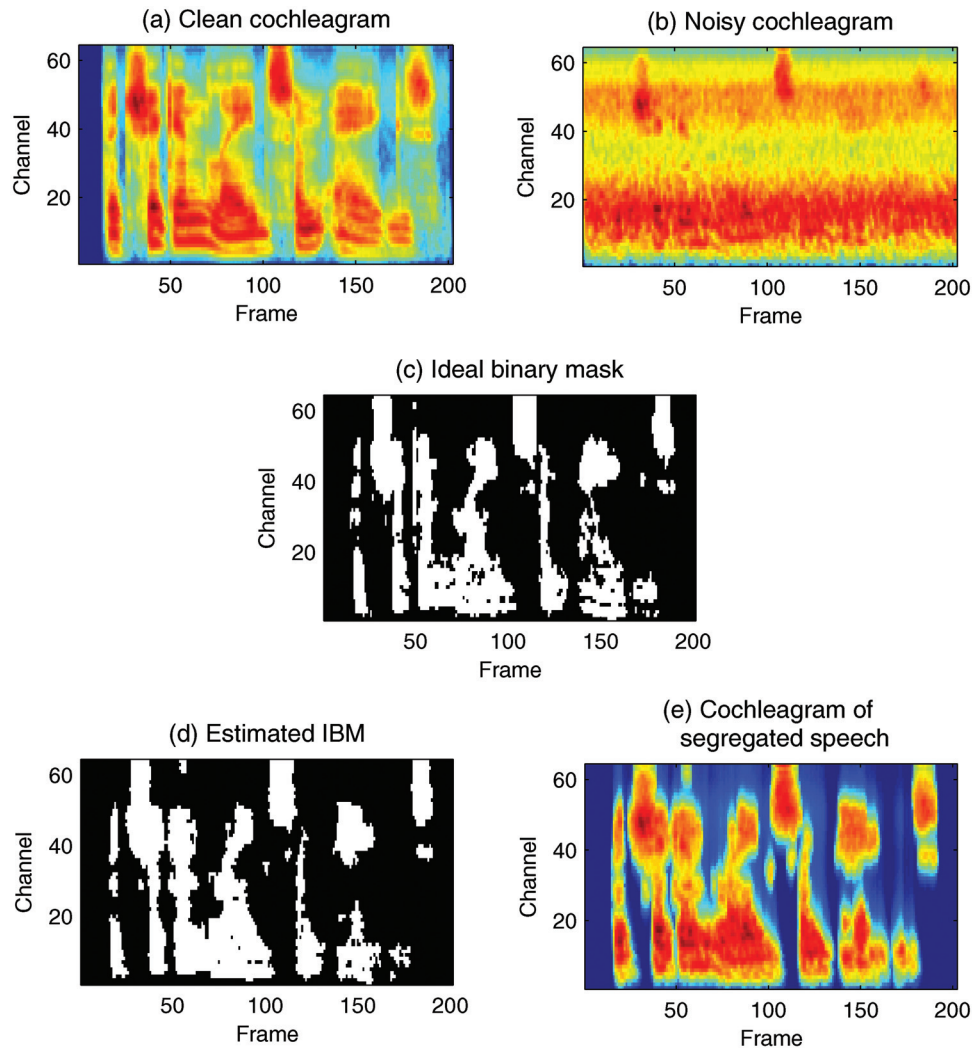 (a) Clean cochleagram
60
40
20
Channel
50
100
150
200
Frame
(b) Noisy cochleagram
60
40
20
Channel
50
100
150
200
Frame
(c) Ideal binary mask
60
40
20
Channel
50
100
150
200
Frame
(d) Estimated IBM
60
40
20
Channel
50
100
150
200
Frame
(e) Cochleagram of
segregated speech
60
40
20
Channel
50
100
150
200
Frame